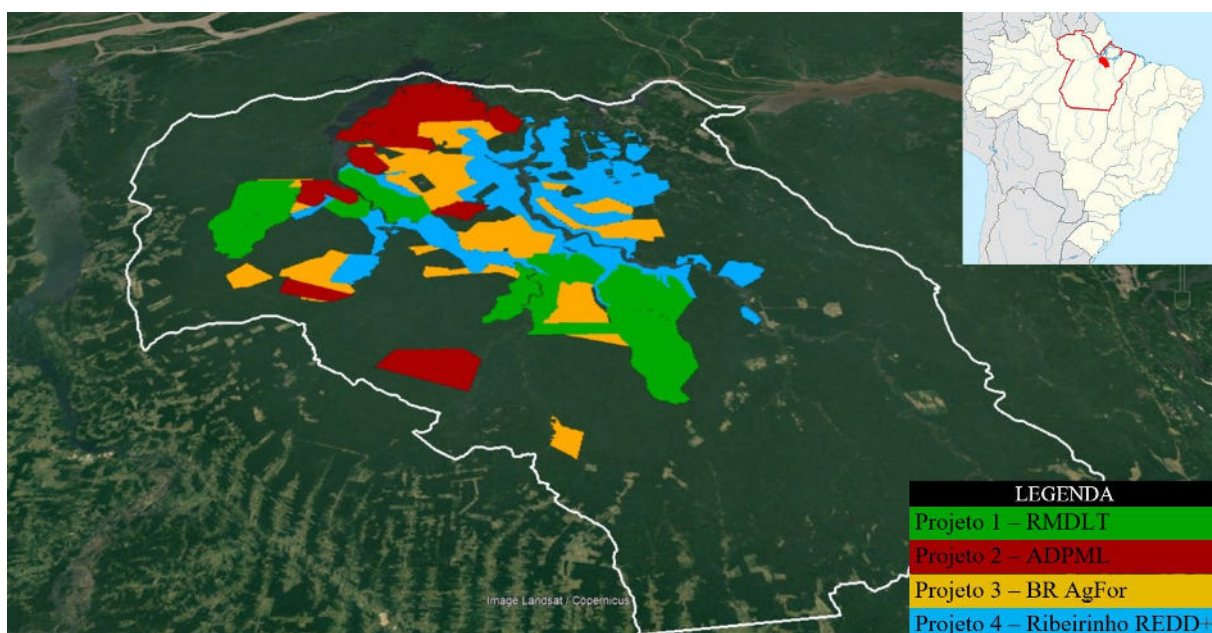 Image Landsat / Copernicus
LEGENDA
Projeto 1 – RMDLT
Projeto 2 – ADPML
Projeto 3 – BR AgFor
Projeto 4 – Ribeirinho REDD+